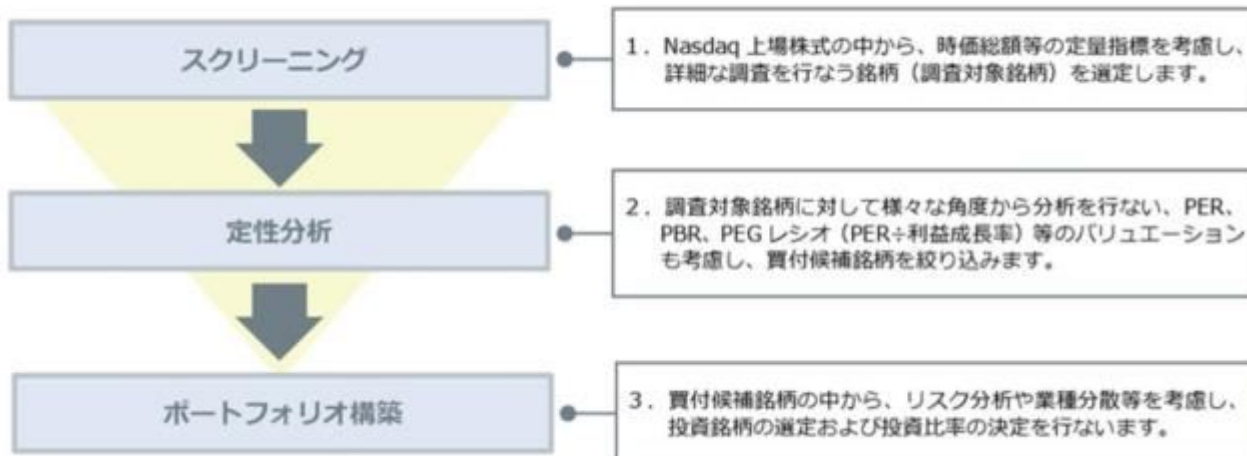 スクリーニング
1. Nasdaq 上場株式の中から、時価総額等の定量指標を考慮し、
詳細な調査を行なう銘柄（調査対象銘柄）を選定します。
定性分析
2. 調査対象銘柄に対して様々な角度から分析を行ない、PER、
PBR、PEG レシオ（PER÷利益成長率）等のバリュエーション
も考慮し、買付候補銘柄を絞り込みます。
ポートフォリオ構築
3. 買付候補銘柄の中から、リスク分析や業種分散等を考慮し、
投資銘柄の選定および投資比率の決定を行ないます。